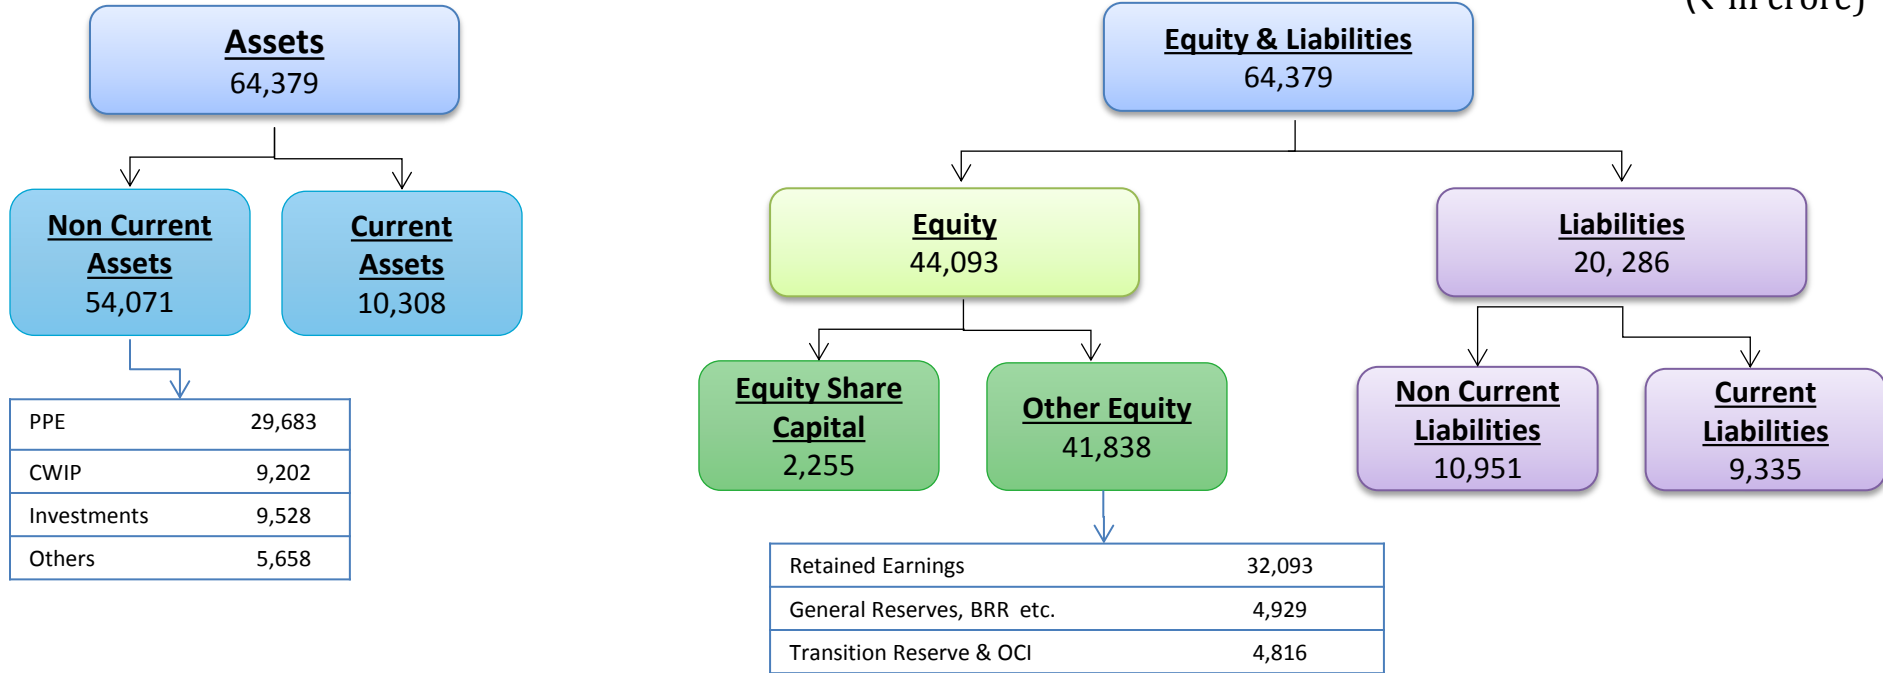 (₹ in crore)
Assets
64,379
Equity & Liabilities
64,379
Non Current
Assets
54,071
Current
Assets
10,308
Equity
44,093
Liabilities
20, 286
Equity Share
Capital
2,255
Other Equity
41,838
Non Current
Liabilities
10,951
Current
Liabilities
9,335
PPE 29,683
CWIP 9,202
Investments 9,528
Others 5,658
Retained Earnings 32,093
General Reserves, BRR etc. 4,929
Transition Reserve & OCI 4,816